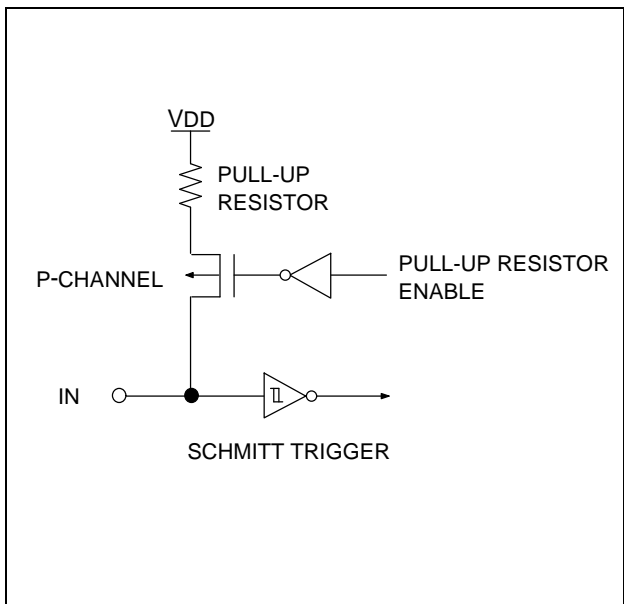 VDD
PULL-UP
RESISTOR
P-CHANNEL
PULL-UP RESISTOR
ENABLE
IN
SCHMITT TRIGGER